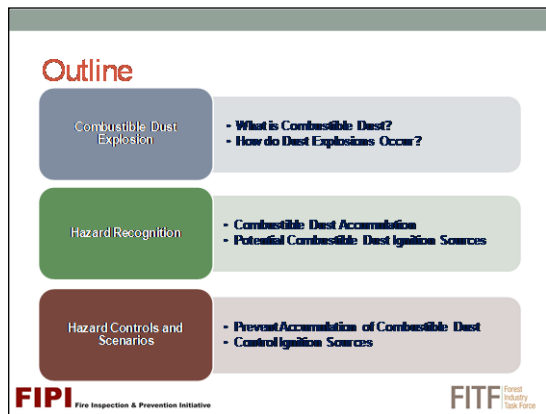 Outline
Combustible Dust
Explosion
- What is Combustible Dust?
- How do Dust Explosions Occur?
Hazard Recognition
- Combustible Dust Accumulation
- Potential Combustible Dust Ignition Sources
Hazard Controls and
Scenarios
- Prevent Accumulation of Combustible Dust
- Control Ignition Sources
FIPI Fire Inspection & Prevention Initiative
FITF
Forest
Industry
Task Force